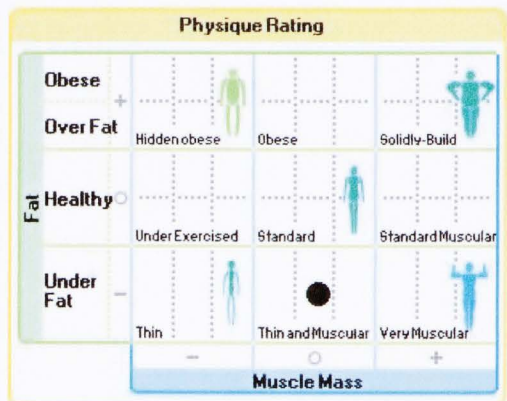 Physique Rating
Obese
+
Over Fat
Hidden obese
Obese
Solidly-Build
Fat
Healthy
Under Exercised
Standard
Standard Muscular
Under
Fat
−
Thin
Thin and Muscular
Very Muscular
− ○ +
Muscle Mass